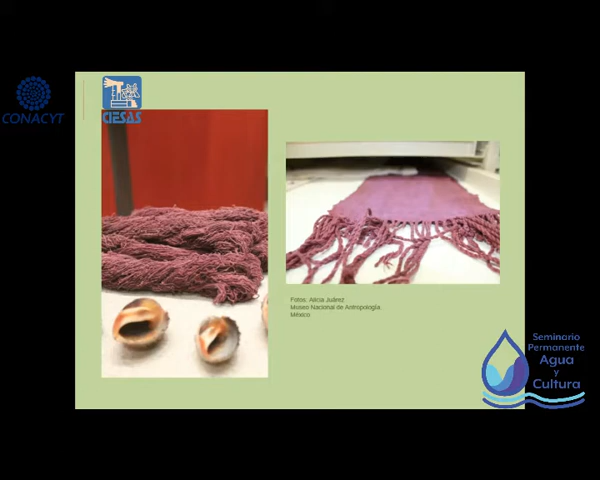 CONACYT
CIESAS
Fotos: Alicia Juárez
Museo Nacional de Antropología.
México
Seminario
Permanente
Agua
y
Cultura